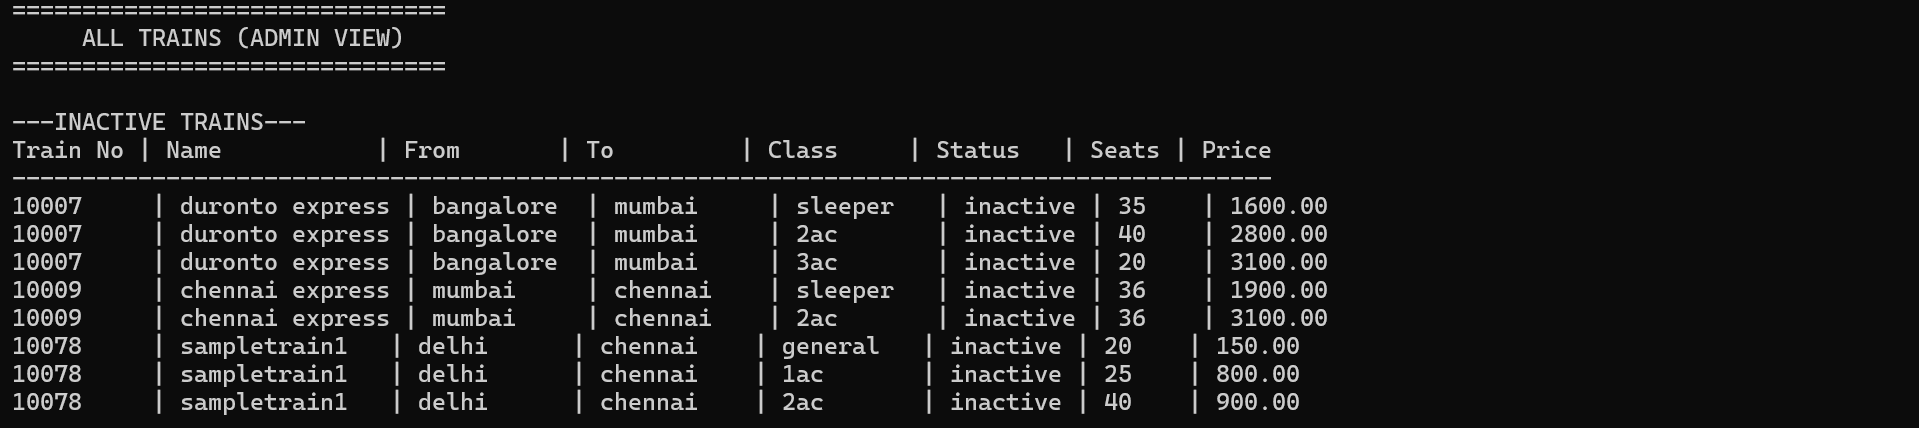 ===============================
     ALL TRAINS (ADMIN VIEW)
===============================

---INACTIVE TRAINS---
Train No | Name           | From       | To         | Class     | Status   | Seats | Price
------------------------------------------------------------------------------------------
10007     | duronto express | bangalore  | mumbai     | sleeper   | inactive | 35    | 1600.00
10007     | duronto express | bangalore  | mumbai     | 2ac       | inactive | 40    | 2800.00
10007     | duronto express | bangalore  | mumbai     | 3ac       | inactive | 20    | 3100.00
10009     | chennai express | mumbai     | chennai    | sleeper   | inactive | 36    | 1900.00
10009     | chennai express | mumbai     | chennai    | 2ac       | inactive | 36    | 3100.00
10078     | sampletrain1   | delhi      | chennai    | general   | inactive | 20    | 150.00
10078     | sampletrain1   | delhi      | chennai    | 1ac       | inactive | 25    | 800.00
10078     | sampletrain1   | delhi      | chennai    | 2ac       | inactive | 40    | 900.00